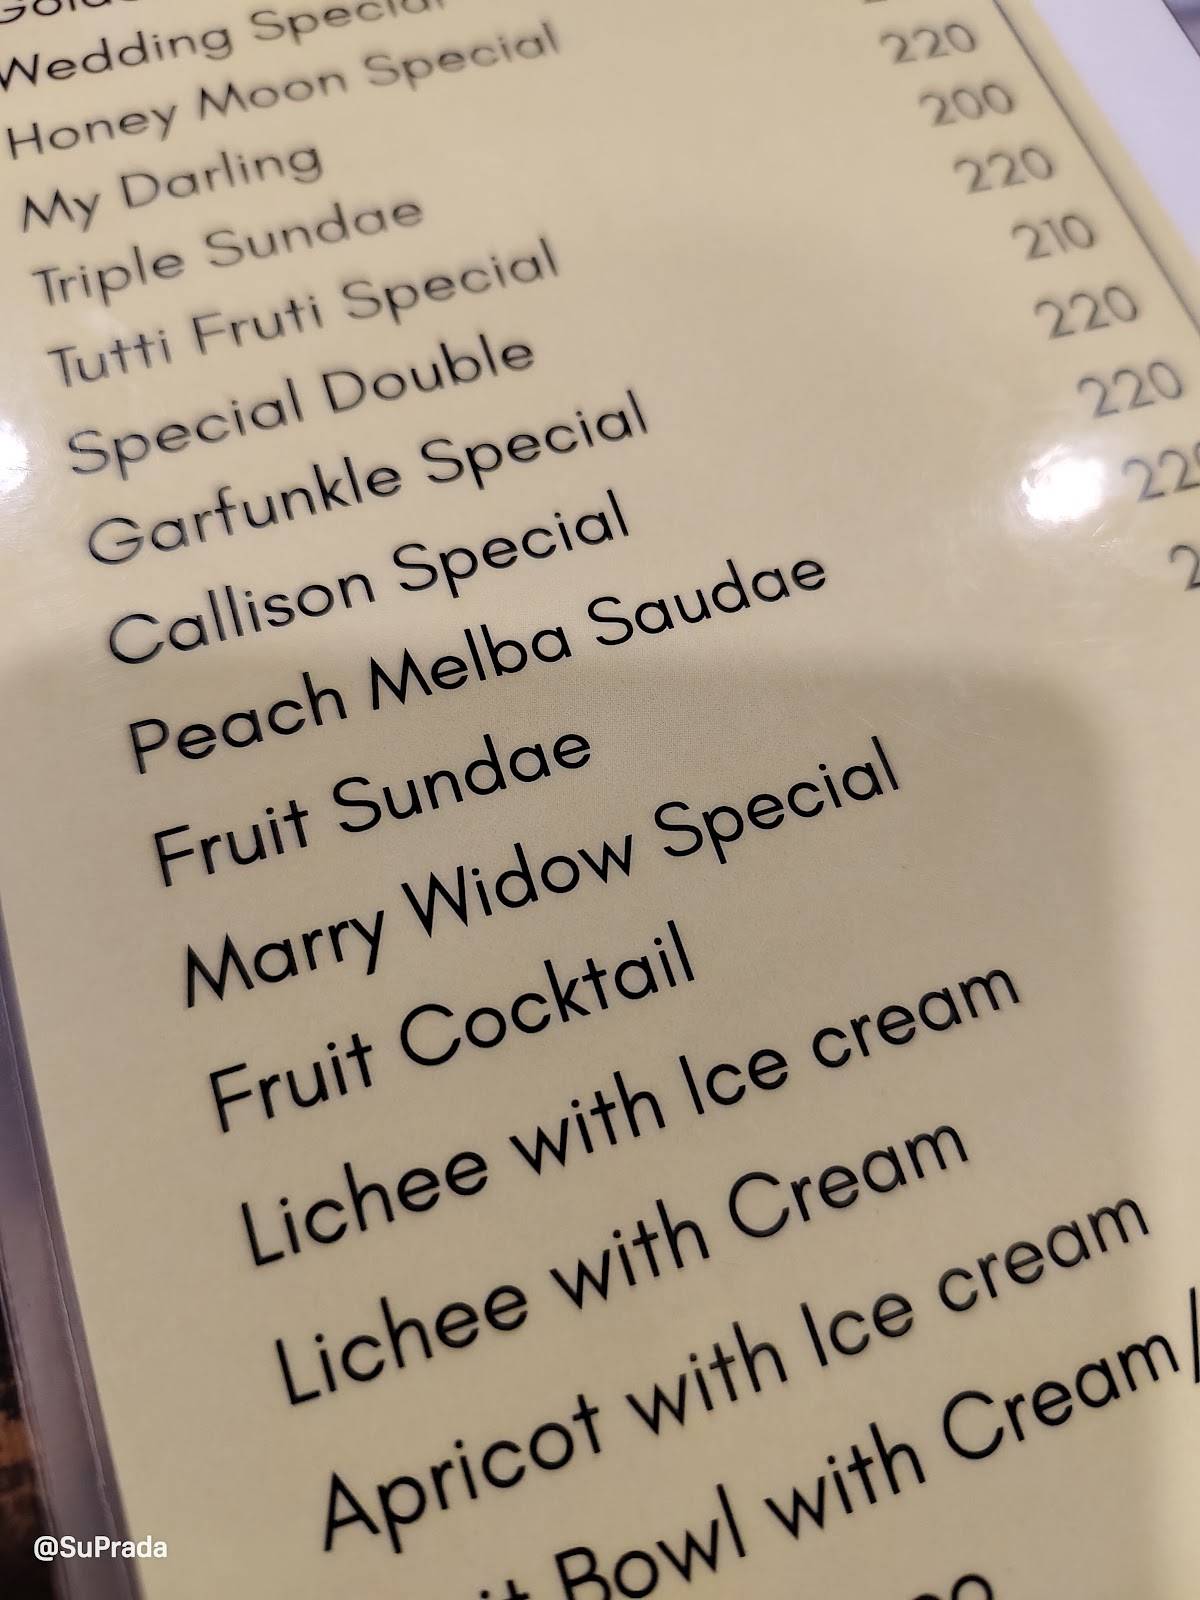 Wedding Special
Honey Moon Special
My Darling 220
Triple Sundae 200
Tutti Fruti Special 220
Special Double 210
Garfunkle Special 220
Callison Special 220
Peach Melba Saudae
Fruit Sundae
Marry Widow Special
Fruit Cocktail
Lichee with Ice cream
Lichee with Cream
Apricot with Ice cream
Bowl with Cream/
@SuPrada